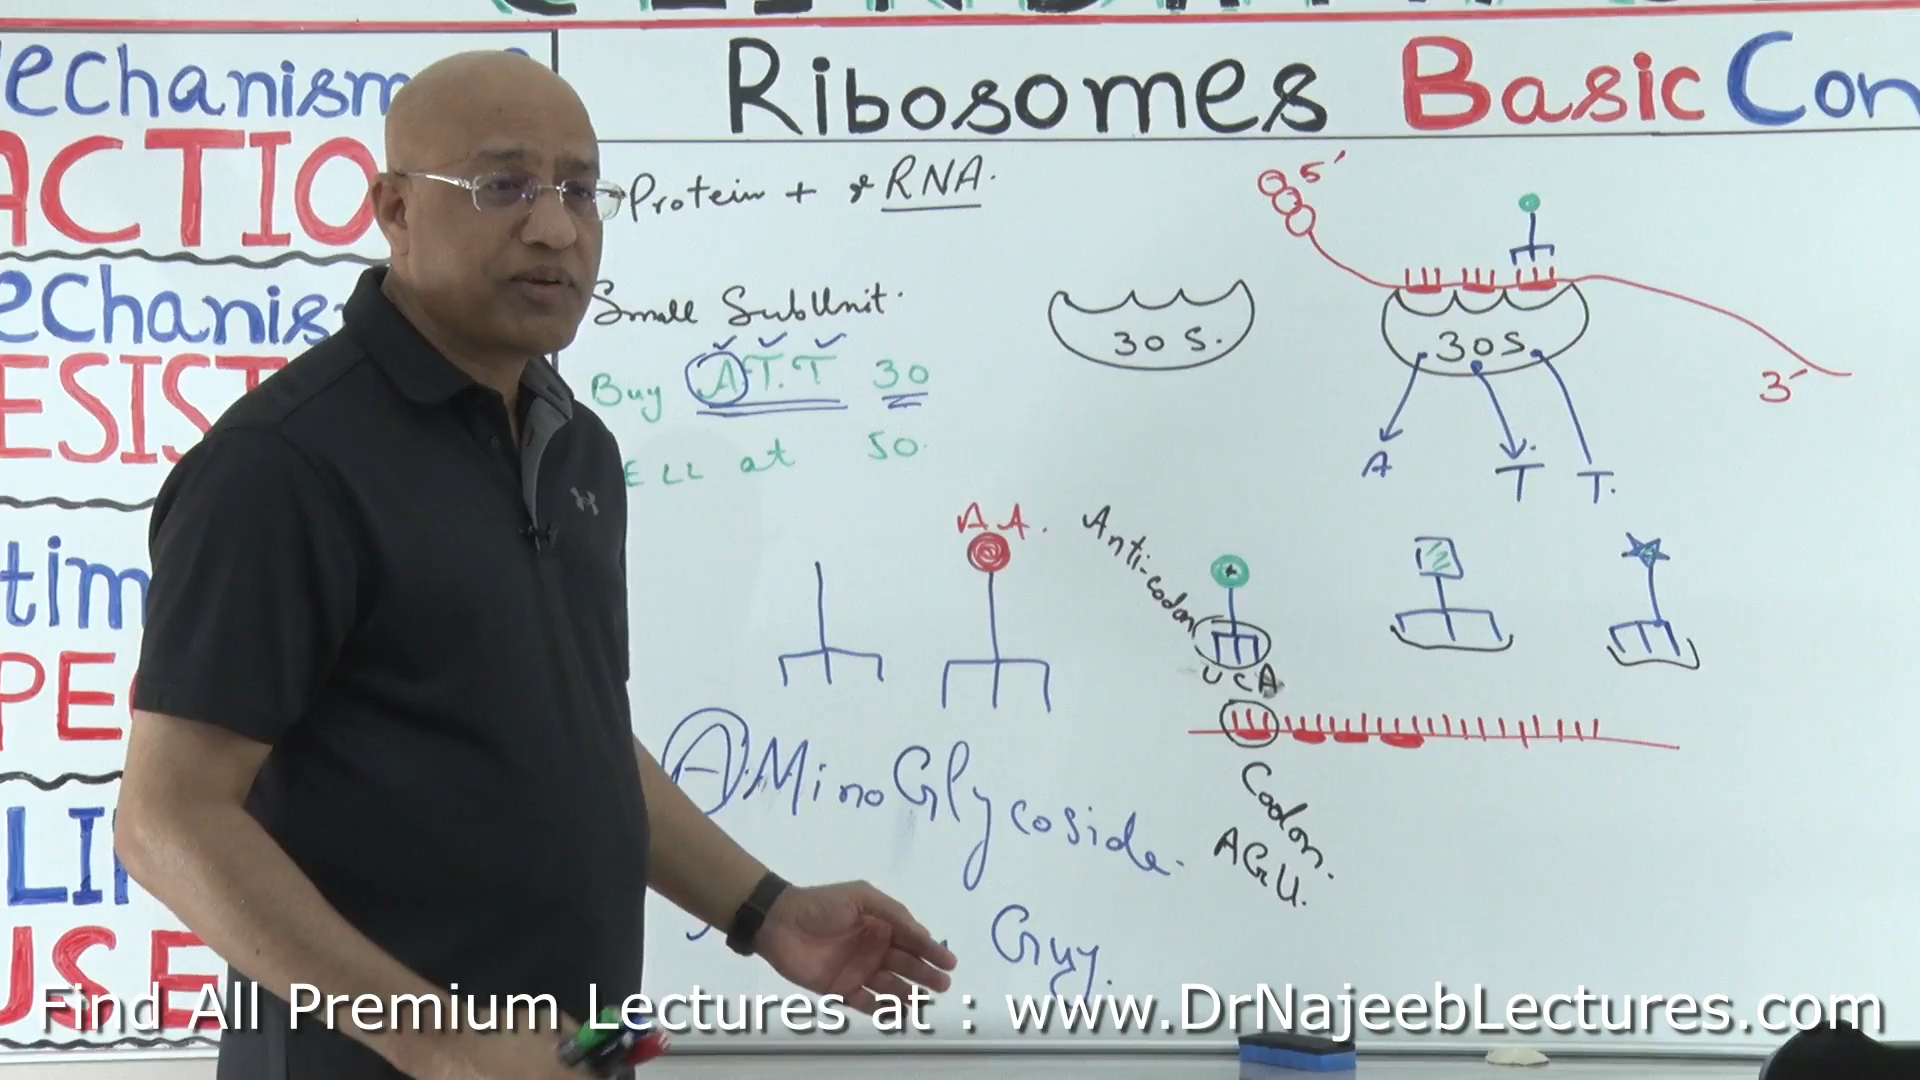 Mechanism
ACTIO
echanis
ESIST
tim
PE
LI
USE
Ribosomes Basic Con
Protein + rRNA.
5'
Small SubUnit.
30 S.
30S
3'
Buy A T. T 30
ELL at 50.
A T T.
A A.
Anti-codon
UCA
AMinoGlycoside.
Codon.
AGU.
Guy.
Find All Premium Lectures at : www.DrNajeebLectures.com